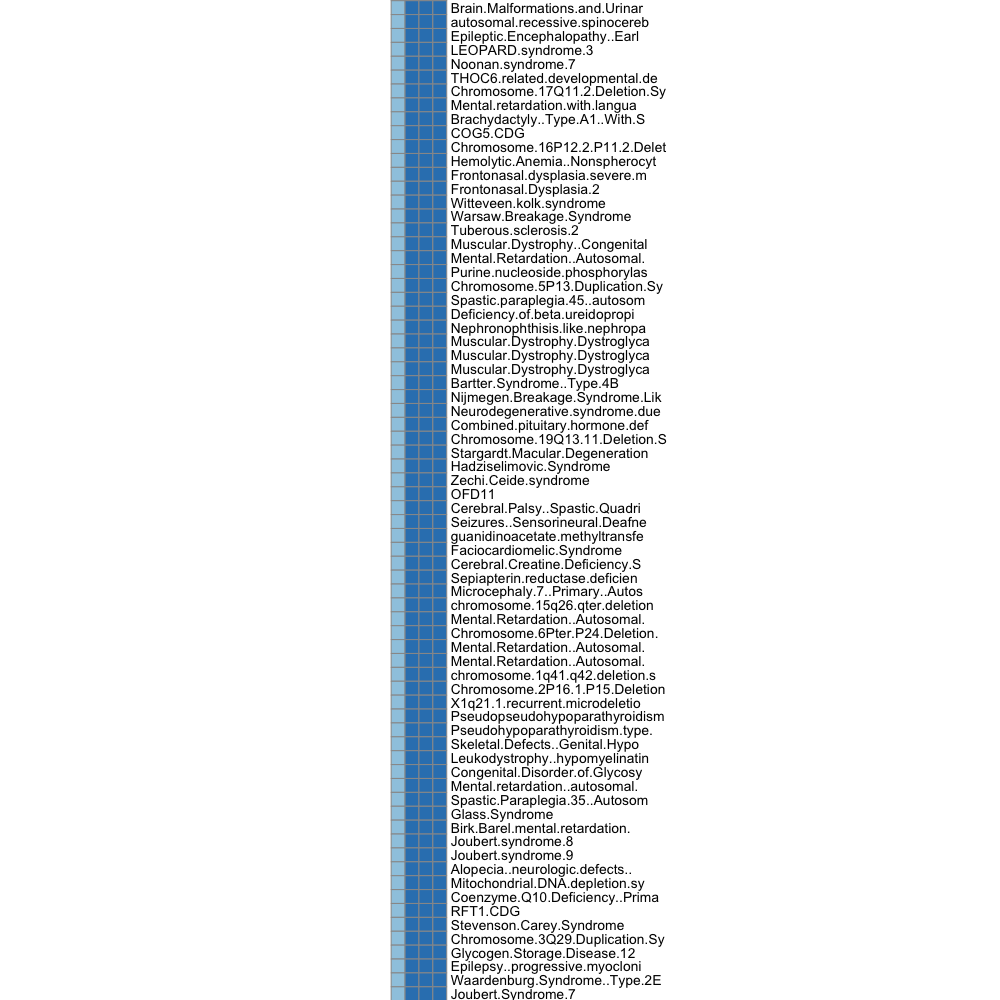 Brain.Malformations.and.Urinar
autosomal.recessive.spinocereb
Epileptic.Encephalopathy..Earl
LEOPARD.syndrome.3
Noonan.syndrome.7
THOC6.related.developmental.de
Chromosome.17Q11.2.Deletion.Sy
Mental.retardation.with.langua
Brachydactyly..Type.A1..With.S
COG5.CDG
Chromosome.16P12.2.P11.2.Delet
Hemolytic.Anemia..Nonspherocyt
Frontonasal.dysplasia.severe.m
Frontonasal.Dysplasia.2
Witteveen.kolk.syndrome
Warsaw.Breakage.Syndrome
Tuberous.sclerosis.2
Muscular.Dystrophy..Congenital
Mental.Retardation..Autosomal.
Purine.nucleoside.phosphorylas
Chromosome.5P13.Duplication.Sy
Spastic.paraplegia.45..autosom
Deficiency.of.beta.ureidopropi
Nephronophthisis.like.nephropa
Muscular.Dystrophy.Dystroglyca
Muscular.Dystrophy.Dystroglyca
Muscular.Dystrophy.Dystroglyca
Bartter.Syndrome..Type.4B
Nijmegen.Breakage.Syndrome.Lik
Neurodegenerative.syndrome.due
Combined.pituitary.hormone.def
Chromosome.19Q13.11.Deletion.S
Stargardt.Macular.Degeneration
Hadziselimovic.Syndrome
Zechi.Ceide.syndrome
OFD11
Cerebral.Palsy..Spastic.Quadri
Seizures..Sensorineural.Deafne
guanidinoacetate.methyltransfe
Faciocardiomelic.Syndrome
Cerebral.Creatine.Deficiency.S
Sepiapterin.reductase.deficien
Microcephaly.7..Primary..Autos
chromosome.15q26.qter.deletion
Mental.Retardation..Autosomal.
Chromosome.6Pter.P24.Deletion.
Mental.Retardation..Autosomal.
Mental.Retardation..Autosomal.
chromosome.1q41.q42.deletion.s
Chromosome.2P16.1.P15.Deletion
X1q21.1.recurrent.microdeletio
Pseudopseudohypoparathyroidism
Pseudohypoparathyroidism.type.
Skeletal.Defects..Genital.Hypo
Leukodystrophy..hypomyelinatin
Congenital.Disorder.of.Glycosy
Mental.retardation..autosomal.
Spastic.Paraplegia.35..Autosom
Glass.Syndrome
Birk.Barel.mental.retardation.
Joubert.syndrome.8
Joubert.syndrome.9
Alopecia..neurologic.defects..
Mitochondrial.DNA.depletion.sy
Coenzyme.Q10.Deficiency..Prima
RFT1.CDG
Stevenson.Carey.Syndrome
Chromosome.3Q29.Duplication.Sy
Glycogen.Storage.Disease.12
Epilepsy..progressive.myocloni
Waardenburg.Syndrome..Type.2E
Joubert.Syndrome.7